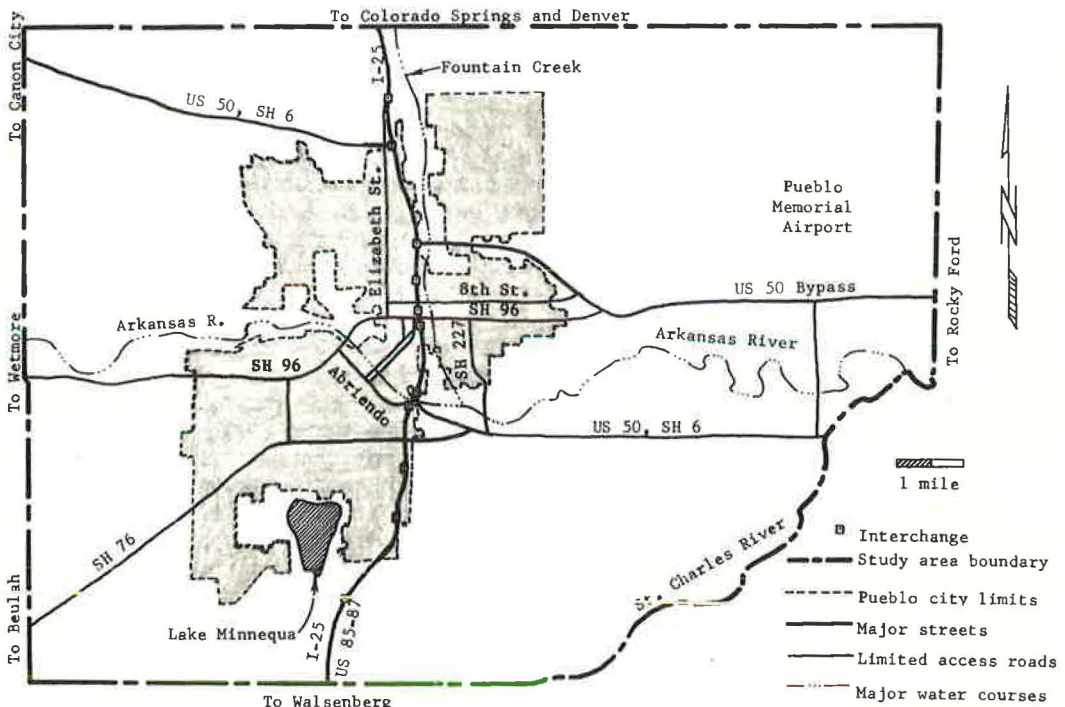 To Colorado Springs and Denver
To Canon City
I-25
Fountain Creek
US 50, SH 6
Elizabeth St.
Pueblo
Memorial
Airport
8th St.
SH 96
US 50 Bypass
To Rocky Ford
Arkansas R.
SH 227
Arkansas River
To Wetmore
SH 96
Abriendo
US 50, SH 6
1 mile
SH 76
Charles River
Interchange
Study area boundary
To Beulah
Lake Minnequa
I-25
US 85-87
Pueblo city limits
Major streets
Limited access roads
Major water courses
To Walsenberg